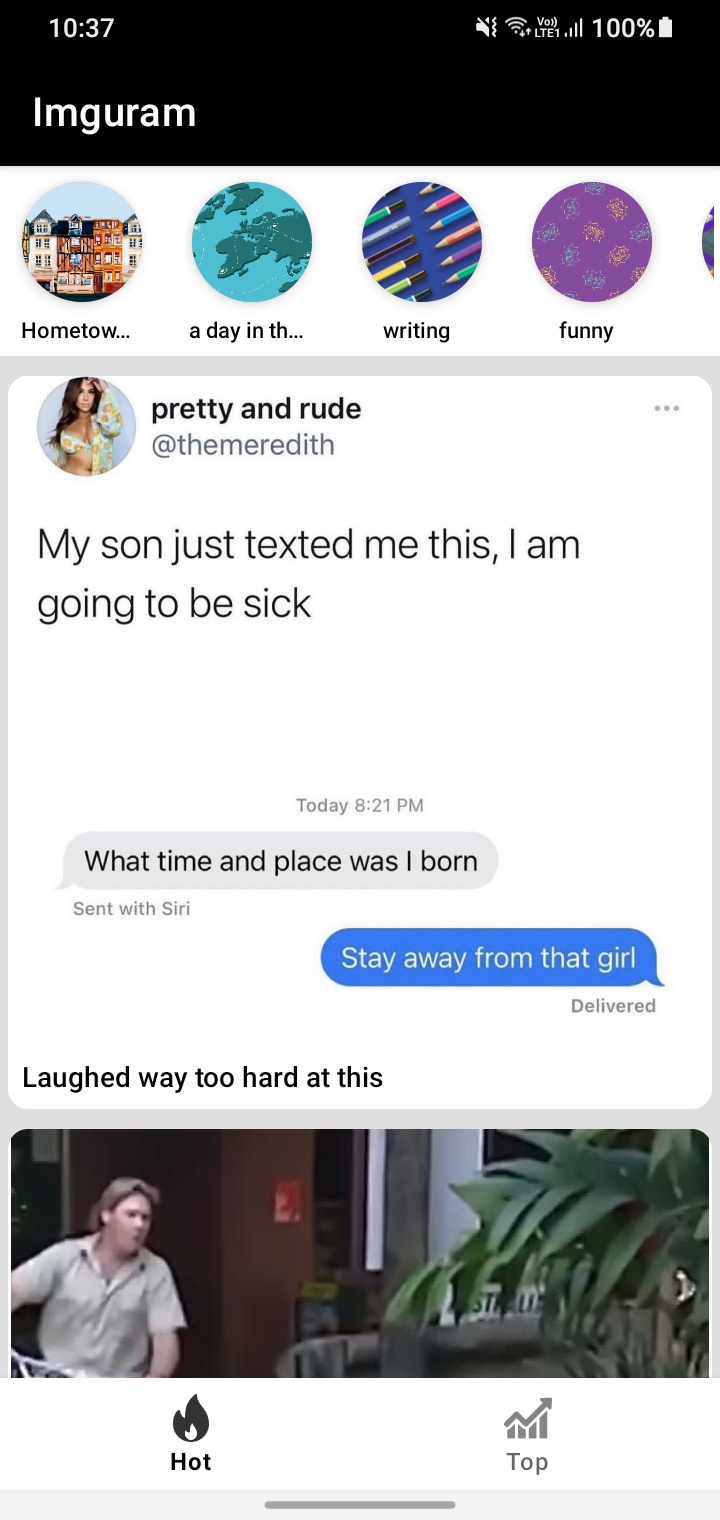 10:37
Vo))
LTE1
100%
Imguram
Hometow...
a day in th...
writing
funny
pretty and rude
@themeredith
My son just texted me this, I am
going to be sick
Today 8:21 PM
What time and place was I born
Sent with Siri
Stay away from that girl
Delivered
Laughed way too hard at this
Hot
Top